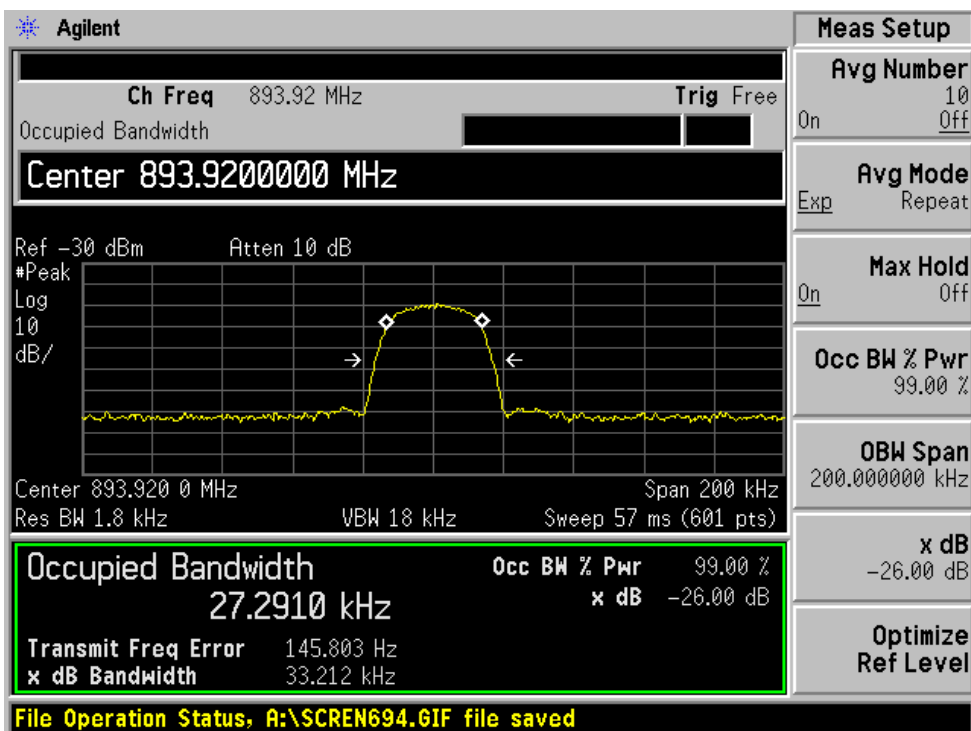 Agilent
Ch Freq 893.92 MHz Trig Free
Occupied Bandwidth
Center 893.9200000 MHz
Ref -30 dBm Atten 10 dB
#Peak
Log
10
dB/
Center 893.920 0 MHz Span 200 kHz
Res BW 1.8 kHz VBW 18 kHz Sweep 57 ms (601 pts)
Occupied Bandwidth Occ BW % Pwr 99.00 %
27.2910 kHz x dB -26.00 dB
Transmit Freq Error 145.803 Hz
x dB Bandwidth 33.212 kHz
File Operation Status, A:\SCREN694.GIF file saved
Meas Setup
Avg Number
10
On Off
Avg Mode
Exp Repeat
Max Hold
On Off
Occ BW % Pwr
99.00 %
OBW Span
200.000000 kHz
x dB
-26.00 dB
Optimize
Ref Level